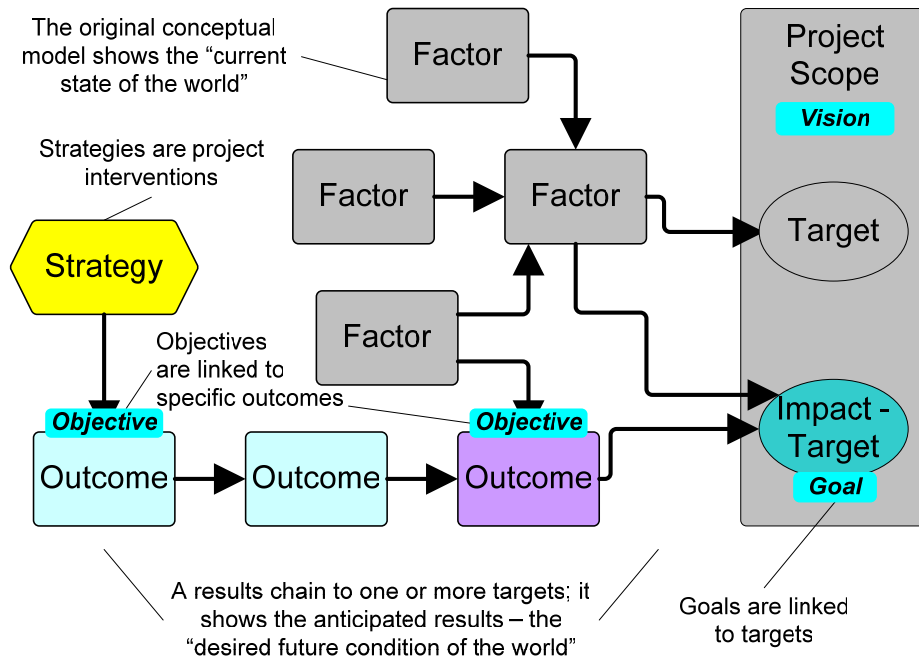 The original conceptual
model shows the “current
state of the world”
Factor
Project
Scope
Vision
Strategies are project
interventions
Factor
Factor
Target
Strategy
Factor
Objectives
are linked to
specific outcomes
Objective
Objective
Impact -
Target
Goal
Outcome
Outcome
Outcome
A results chain to one or more targets; it
shows the anticipated results – the
“desired future condition of the world”
Goals are linked
to targets